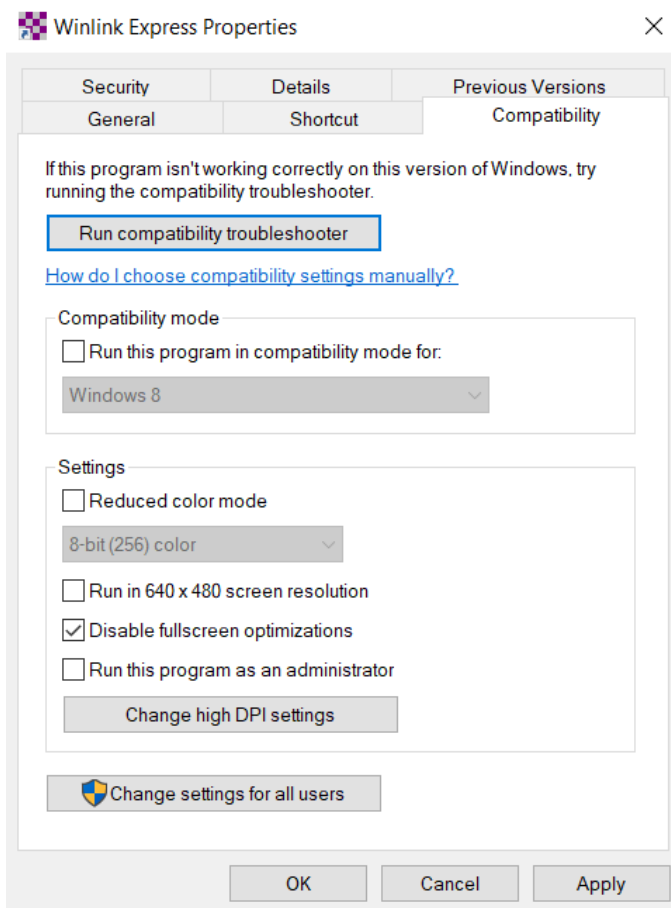 Winlink Express Properties
Security Details Previous Versions
General Shortcut Compatibility
If this program isn't working correctly on this version of Windows, try
running the compatibility troubleshooter.
Run compatibility troubleshooter
How do I choose compatibility settings manually?
Compatibility mode
Run this program in compatibility mode for:
Windows 8
Settings
Reduced color mode
8-bit (256) color
Run in 640 x 480 screen resolution
Disable fullscreen optimizations
Run this program as an administrator
Change high DPI settings
Change settings for all users
OK Cancel Apply